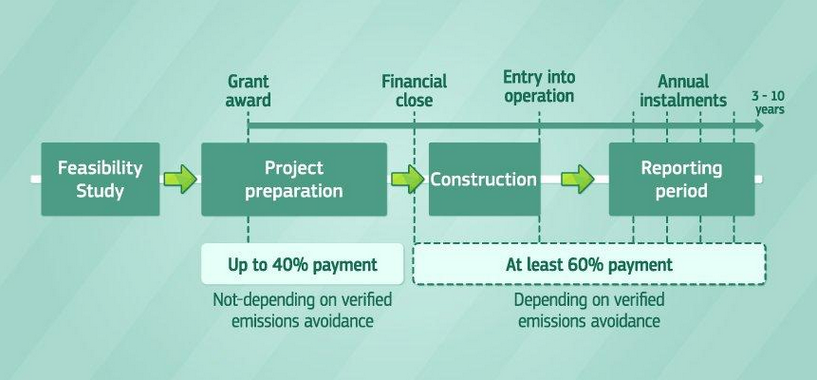 Grant
award
Financial
close
Entry into
operation
Annual
instalments
3 - 10
years
Feasibility
Study
Project
preparation
Construction
Reporting
period
Up to 40% payment
At least 60% payment
Not-depending on verified
emissions avoidance
Depending on verified
emissions avoidance